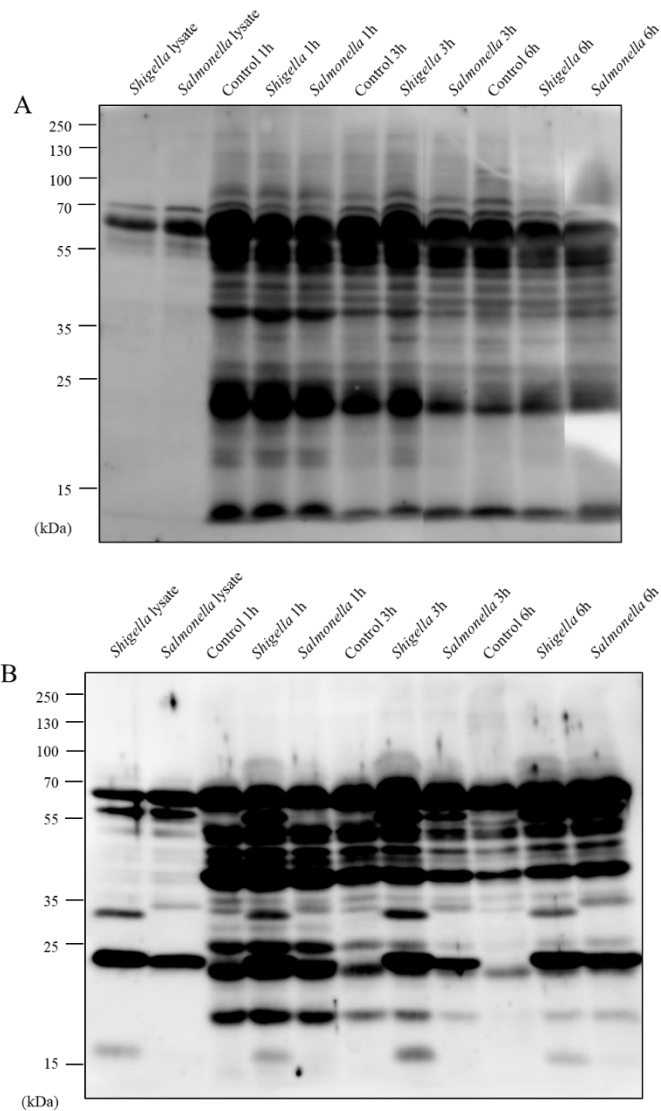 Shigella lysate
Salmonella lysate
Control 1h
Shigella 1h
Salmonella 1h
Control 3h
Shigella 3h
Salmonella 3h
Control 6h
Shigella 6h
Salmonella 6h
A
250
130
100
70
55
35
25
15
(kDa)
Shigella lysate
Salmonella lysate
Control 1h
Shigella 1h
Salmonella 1h
Control 3h
Shigella 3h
Salmonella 3h
Control 6h
Shigella 6h
Salmonella 6h
B
250
130
100
70
55
35
25
15
(kDa)